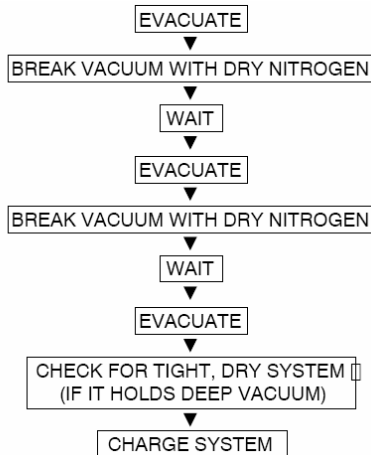 EVACUATE
BREAK VACUUM WITH DRY NITROGEN
WAIT
EVACUATE
BREAK VACUUM WITH DRY NITROGEN
WAIT
EVACUATE
CHECK FOR TIGHT, DRY SYSTEM
(IF IT HOLDS DEEP VACUUM)
CHARGE SYSTEM